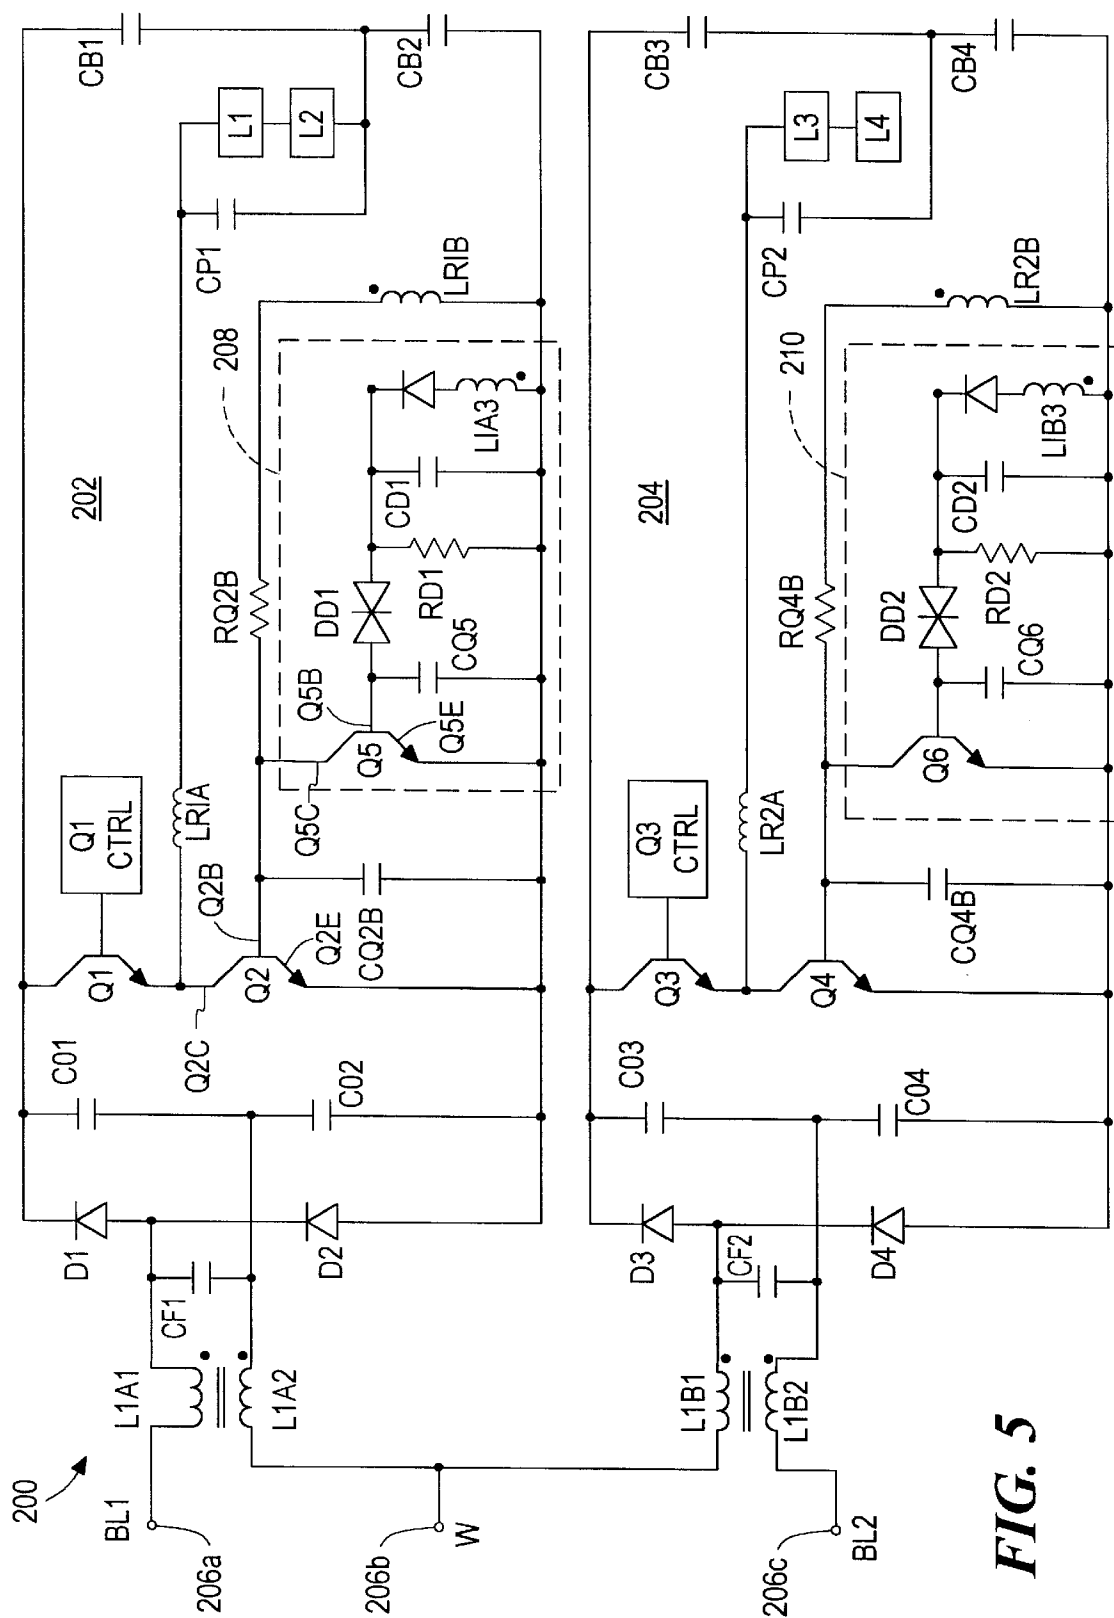 200
BL1
206a
206b
W
206c
BL2
L1A1
L1A2
CF1
D1
D2
C01
C02
Q2C
Q1
Q1
CTRL
Q2B
Q2
Q2E
CQ2B
LRIA
202
RQ2B
Q5C
Q5B
Q5
Q5E
CQ5
DD1
RD1
CD1
LIA3
208
LRIB
CP1
L1
L2
CB1
CB2
L1B1
L1B2
CF2
D3
D4
C03
C04
Q3
Q3
CTRL
Q4
CQ4B
LR2A
204
RQ4B
Q6
CQ6
DD2
RD2
CD2
LIB3
210
LR2B
CP2
L3
L4
CB3
CB4
FIG. 5